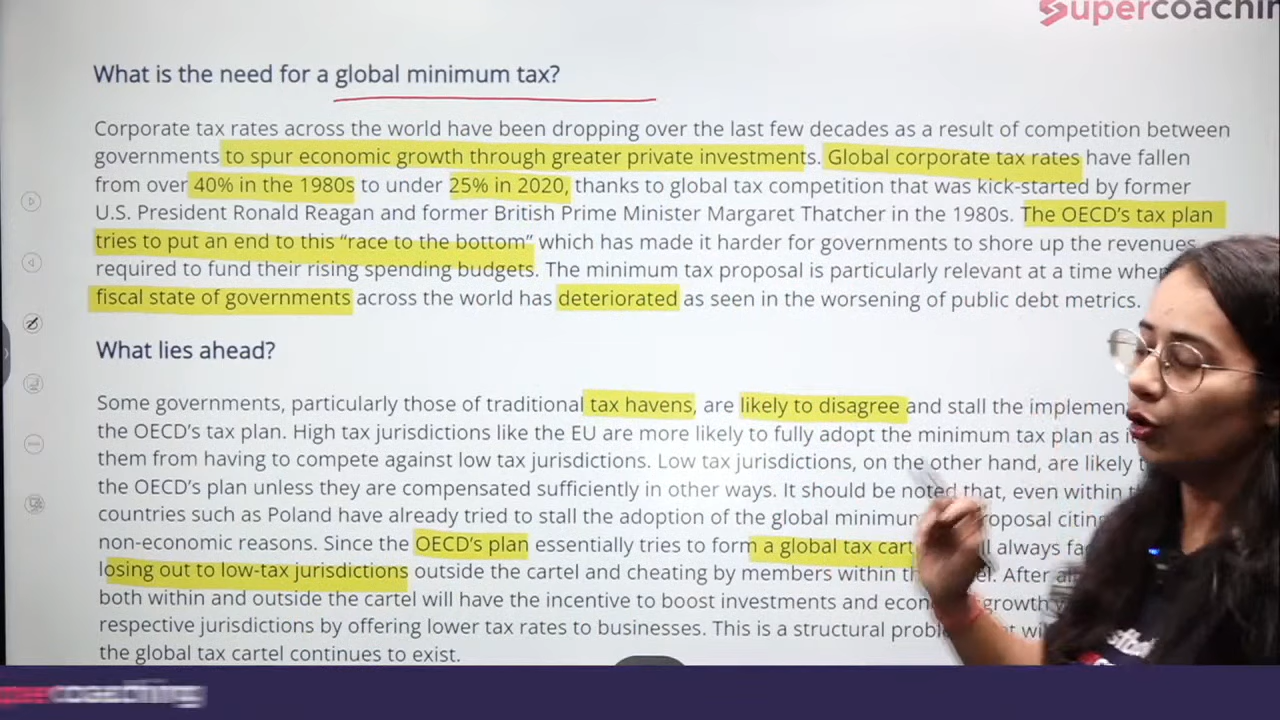 Supercoachin
What is the need for a global minimum tax?
Corporate tax rates across the world have been dropping over the last few decades as a result of competition between
governments to spur economic growth through greater private investments. Global corporate tax rates have fallen
from over 40% in the 1980s to under 25% in 2020, thanks to global tax competition that was kick-started by former
U.S. President Ronald Reagan and former British Prime Minister Margaret Thatcher in the 1980s. The OECD's tax plan
tries to put an end to this “race to the bottom” which has made it harder for governments to shore up the revenues
required to fund their rising spending budgets. The minimum tax proposal is particularly relevant at a time when
fiscal state of governments across the world has deteriorated as seen in the worsening of public debt metrics.
What lies ahead?
Some governments, particularly those of traditional tax havens, are likely to disagree and stall the implemen
the OECD's tax plan. High tax jurisdictions like the EU are more likely to fully adopt the minimum tax plan as i
them from having to compete against low tax jurisdictions. Low tax jurisdictions, on the other hand, are likely t
the OECD's plan unless they are compensated sufficiently in other ways. It should be noted that, even within t
countries such as Poland have already tried to stall the adoption of the global minimum roposal citing
non-economic reasons. Since the OECD's plan essentially tries to form a global tax cart ll always fa
losing out to low-tax jurisdictions outside the cartel and cheating by members within th el. After al
both within and outside the cartel will have the incentive to boost investments and econ growth
respective jurisdictions by offering lower tax rates to businesses. This is a structural probl t wi
the global tax cartel continues to exist.
percoaching